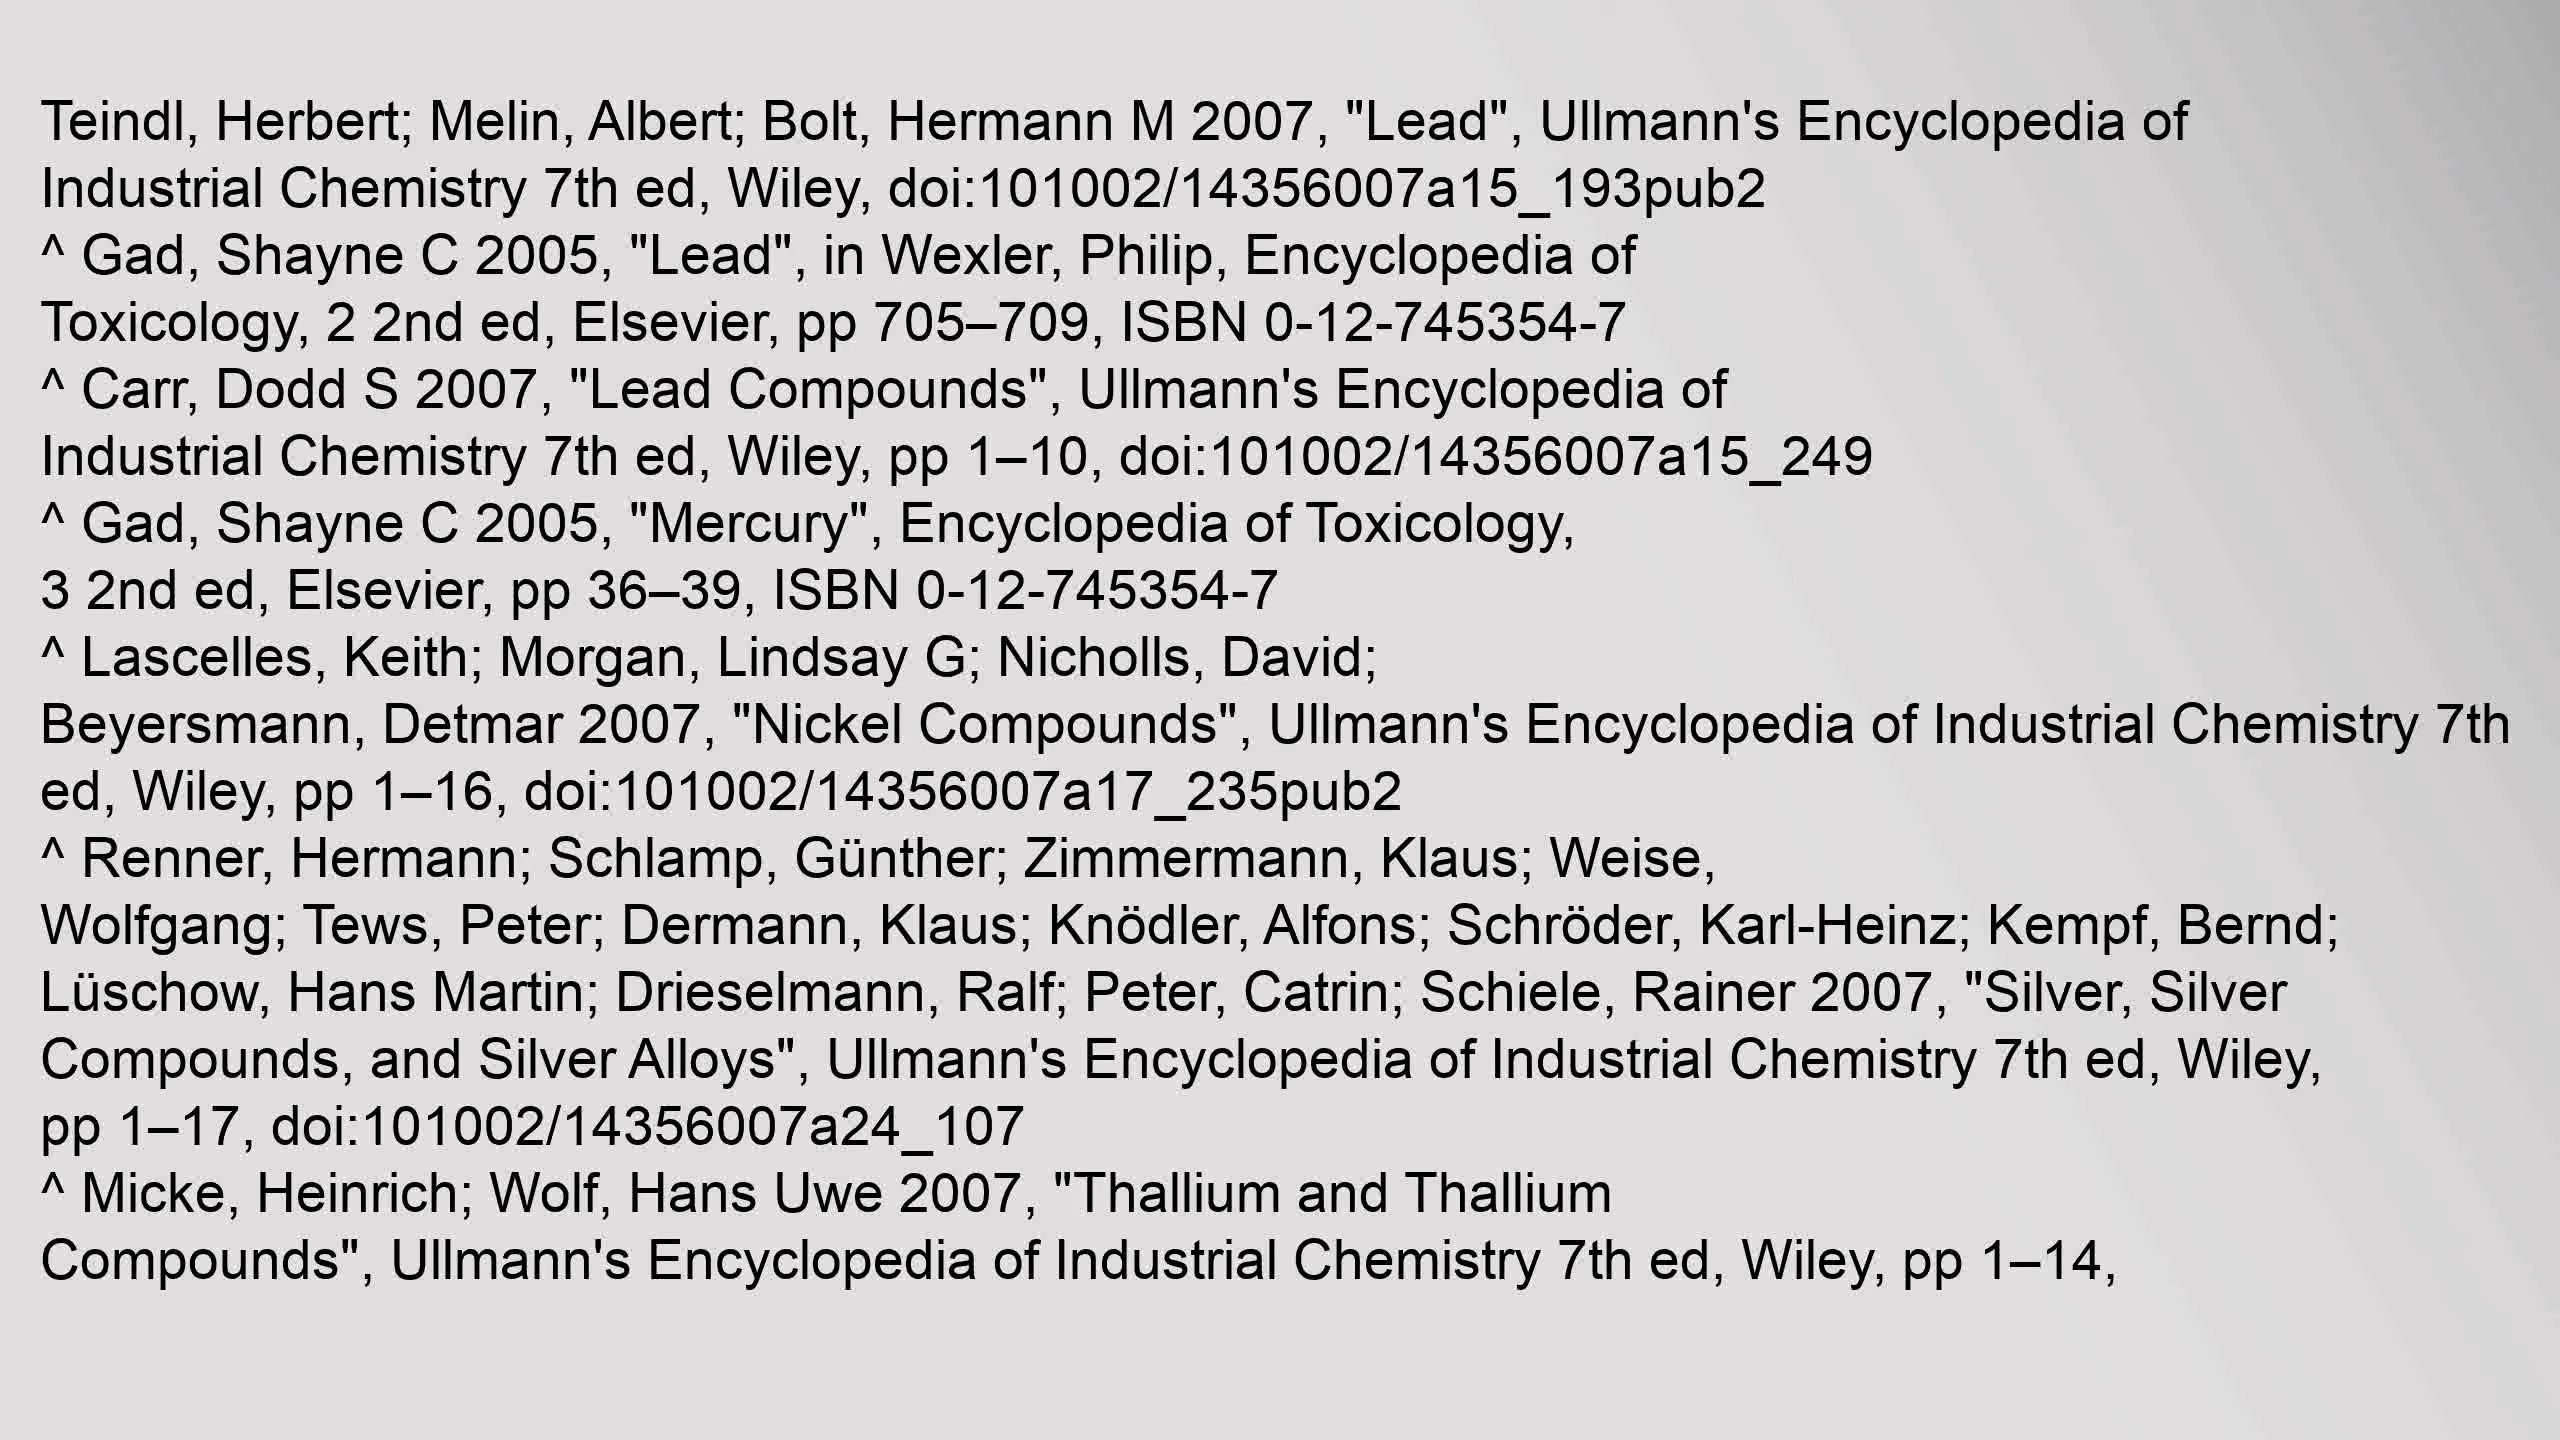 Teindl, Herbert; Melin, Albert; Bolt, Hermann M 2007, "Lead", Ullmann's Encyclopedia of
Industrial Chemistry 7th ed, Wiley, doi:101002/14356007a15_193pub2
^ Gad, Shayne C 2005, "Lead", in Wexler, Philip, Encyclopedia of
Toxicology, 2 2nd ed, Elsevier, pp 705–709, ISBN 0-12-745354-7
^ Carr, Dodd S 2007, "Lead Compounds", Ullmann's Encyclopedia of
Industrial Chemistry 7th ed, Wiley, pp 1–10, doi:101002/14356007a15_249
^ Gad, Shayne C 2005, "Mercury", Encyclopedia of Toxicology,
3 2nd ed, Elsevier, pp 36–39, ISBN 0-12-745354-7
^ Lascelles, Keith; Morgan, Lindsay G; Nicholls, David;
Beyersmann, Detmar 2007, "Nickel Compounds", Ullmann's Encyclopedia of Industrial Chemistry 7th
ed, Wiley, pp 1–16, doi:101002/14356007a17_235pub2
^ Renner, Hermann; Schlamp, Günther; Zimmermann, Klaus; Weise,
Wolfgang; Tews, Peter; Dermann, Klaus; Knödler, Alfons; Schröder, Karl-Heinz; Kempf, Bernd;
Lüschow, Hans Martin; Drieselmann, Ralf; Peter, Catrin; Schiele, Rainer 2007, "Silver, Silver
Compounds, and Silver Alloys", Ullmann's Encyclopedia of Industrial Chemistry 7th ed, Wiley,
pp 1–17, doi:101002/14356007a24_107
^ Micke, Heinrich; Wolf, Hans Uwe 2007, "Thallium and Thallium
Compounds", Ullmann's Encyclopedia of Industrial Chemistry 7th ed, Wiley, pp 1–14,